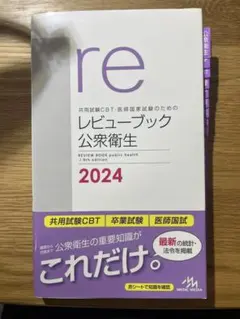 re
共用試験CBT・医師国家試験のための
レビューブック
公衆衛生
REVIEW BOOK public health
2024
共用試験CBT
卒業試験
医師国試
公衆衛生の重要知識が
これだけ。
最新の統計・
法令を掲載
赤シートで知識を確認
MEDIC MEDIA